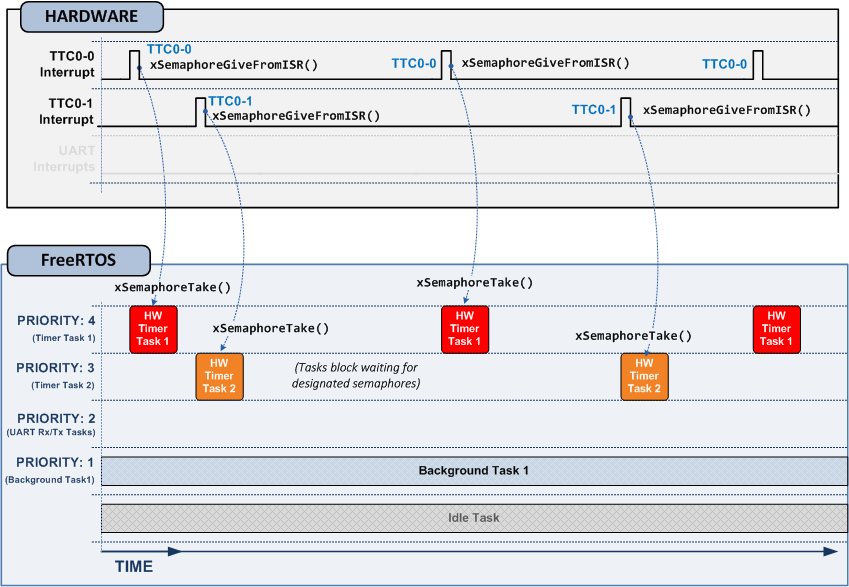 HARDWARE
TTC0-0
Interrupt
TTC0-0
xSemaphoreGiveFromISR()
TTC0-0
xSemaphoreGiveFromISR()
TTC0-0
TTC0-1
Interrupt
TTC0-1
xSemaphoreGiveFromISR()
TTC0-1
xSemaphoreGiveFromISR()
UART
Interrupts
FreeRTOS
xSemaphoreTake()
xSemaphoreTake()
PRIORITY: 4
(Timer Task 1)
HW
Timer
Task 1
xSemaphoreTake()
HW
Timer
Task 1
xSemaphoreTake()
HW
Timer
Task 1
PRIORITY: 3
(Timer Task 2)
HW
Timer
Task 2
(Tasks block waiting for
designated semaphores)
HW
Timer
Task 2
PRIORITY: 2
(UART Rx/Tx Tasks)
PRIORITY: 1
(Background Task1)
Background Task 1
Idle Task
TIME